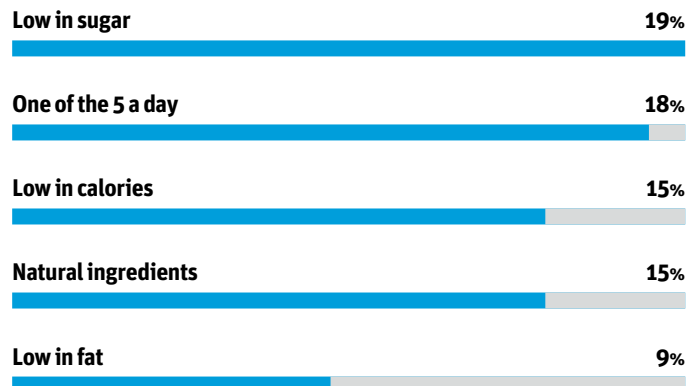 Low in sugar 19%
One of the 5 a day 18%
Low in calories 15%
Natural ingredients 15%
Low in fat 9%